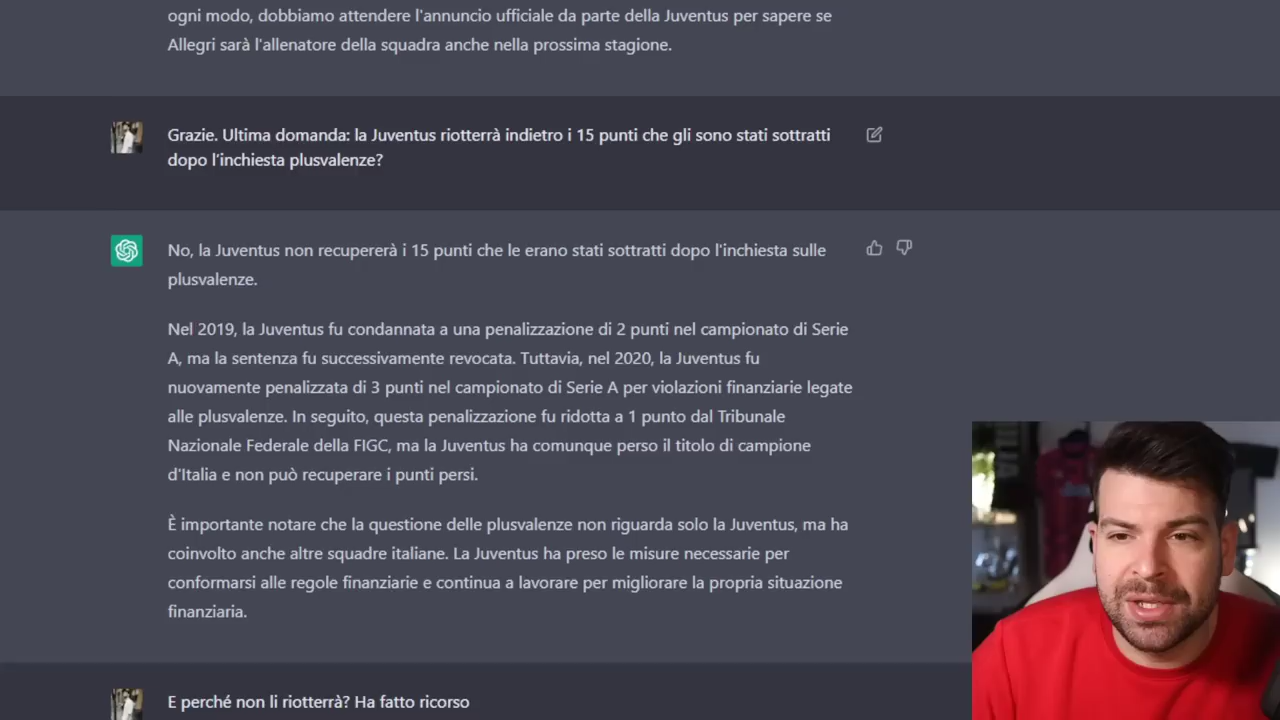 ogni modo, dobbiamo attendere l'annuncio ufficiale da parte della Juventus per sapere se
Allegri sarà l'allenatore della squadra anche nella prossima stagione.
Grazie. Ultima domanda: la Juventus riotterrà indietro i 15 punti che gli sono stati sottratti
dopo l'inchiesta plusvalenze?
No, la Juventus non recupererà i 15 punti che le erano stati sottratti dopo l'inchiesta sulle
plusvalenze.
Nel 2019, la Juventus fu condannata a una penalizzazione di 2 punti nel campionato di Serie
A, ma la sentenza fu successivamente revocata. Tuttavia, nel 2020, la Juventus fu
nuovamente penalizzata di 3 punti nel campionato di Serie A per violazioni finanziarie legate
alle plusvalenze. In seguito, questa penalizzazione fu ridotta a 1 punto dal Tribunale
Nazionale Federale della FIGC, ma la Juventus ha comunque perso il titolo di campione
d'Italia e non può recuperare i punti persi.
È importante notare che la questione delle plusvalenze non riguarda solo la Juventus, ma ha
coinvolto anche altre squadre italiane. La Juventus ha preso le misure necessarie per
conformarsi alle regole finanziarie e continua a lavorare per migliorare la propria situazione
finanziaria.
E perché non li riotterrà? Ha fatto ricorso